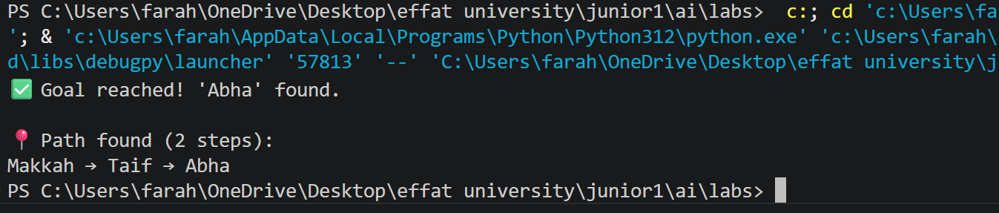 PS C:\Users\farah\OneDrive\Desktop\effat university\junior1\ai\labs>  c:; cd 'c:\Users\fa
'; & 'c:\Users\farah\AppData\Local\Programs\Python\Python312\python.exe' 'c:\Users\farah\
d\libs\debugpy\launcher' '57813' '--' 'C:\Users\farah\OneDrive\Desktop\effat university\j
✅ Goal reached! 'Abha' found.
📍 Path found (2 steps):
Makkah → Taif → Abha
PS C:\Users\farah\OneDrive\Desktop\effat university\junior1\ai\labs>